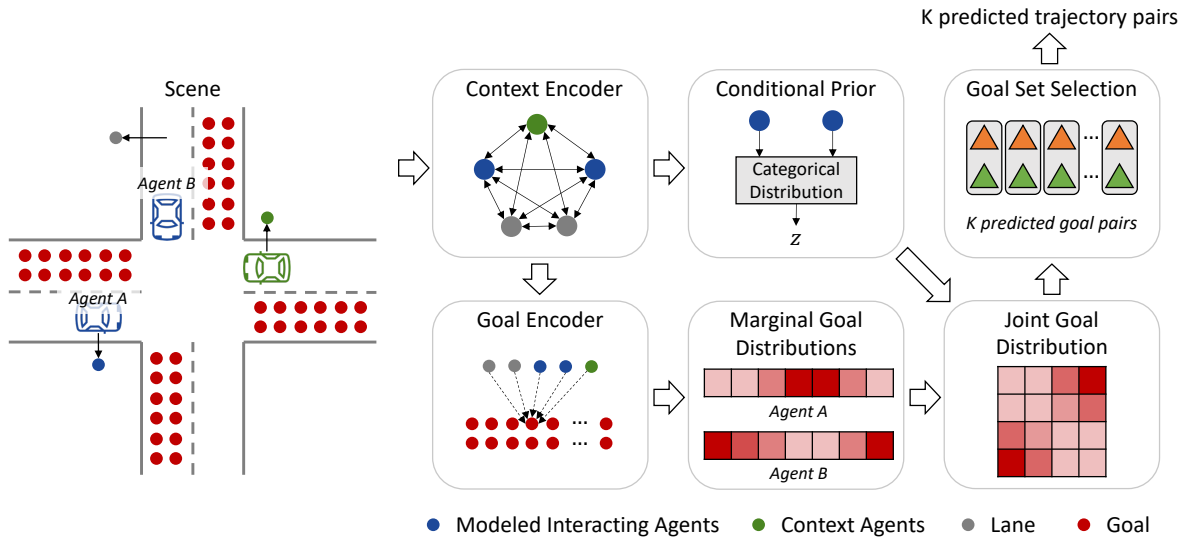 K predicted trajectory pairs
Scene
Agent B
Agent A
Context Encoder
Conditional Prior
Categorical
Distribution
z
Goal Set Selection
...
...
K predicted goal pairs
Goal Encoder
...
...
Marginal Goal
Distributions
Agent A
Agent B
Joint Goal
Distribution
Modeled Interacting Agents
Context Agents
Lane
Goal